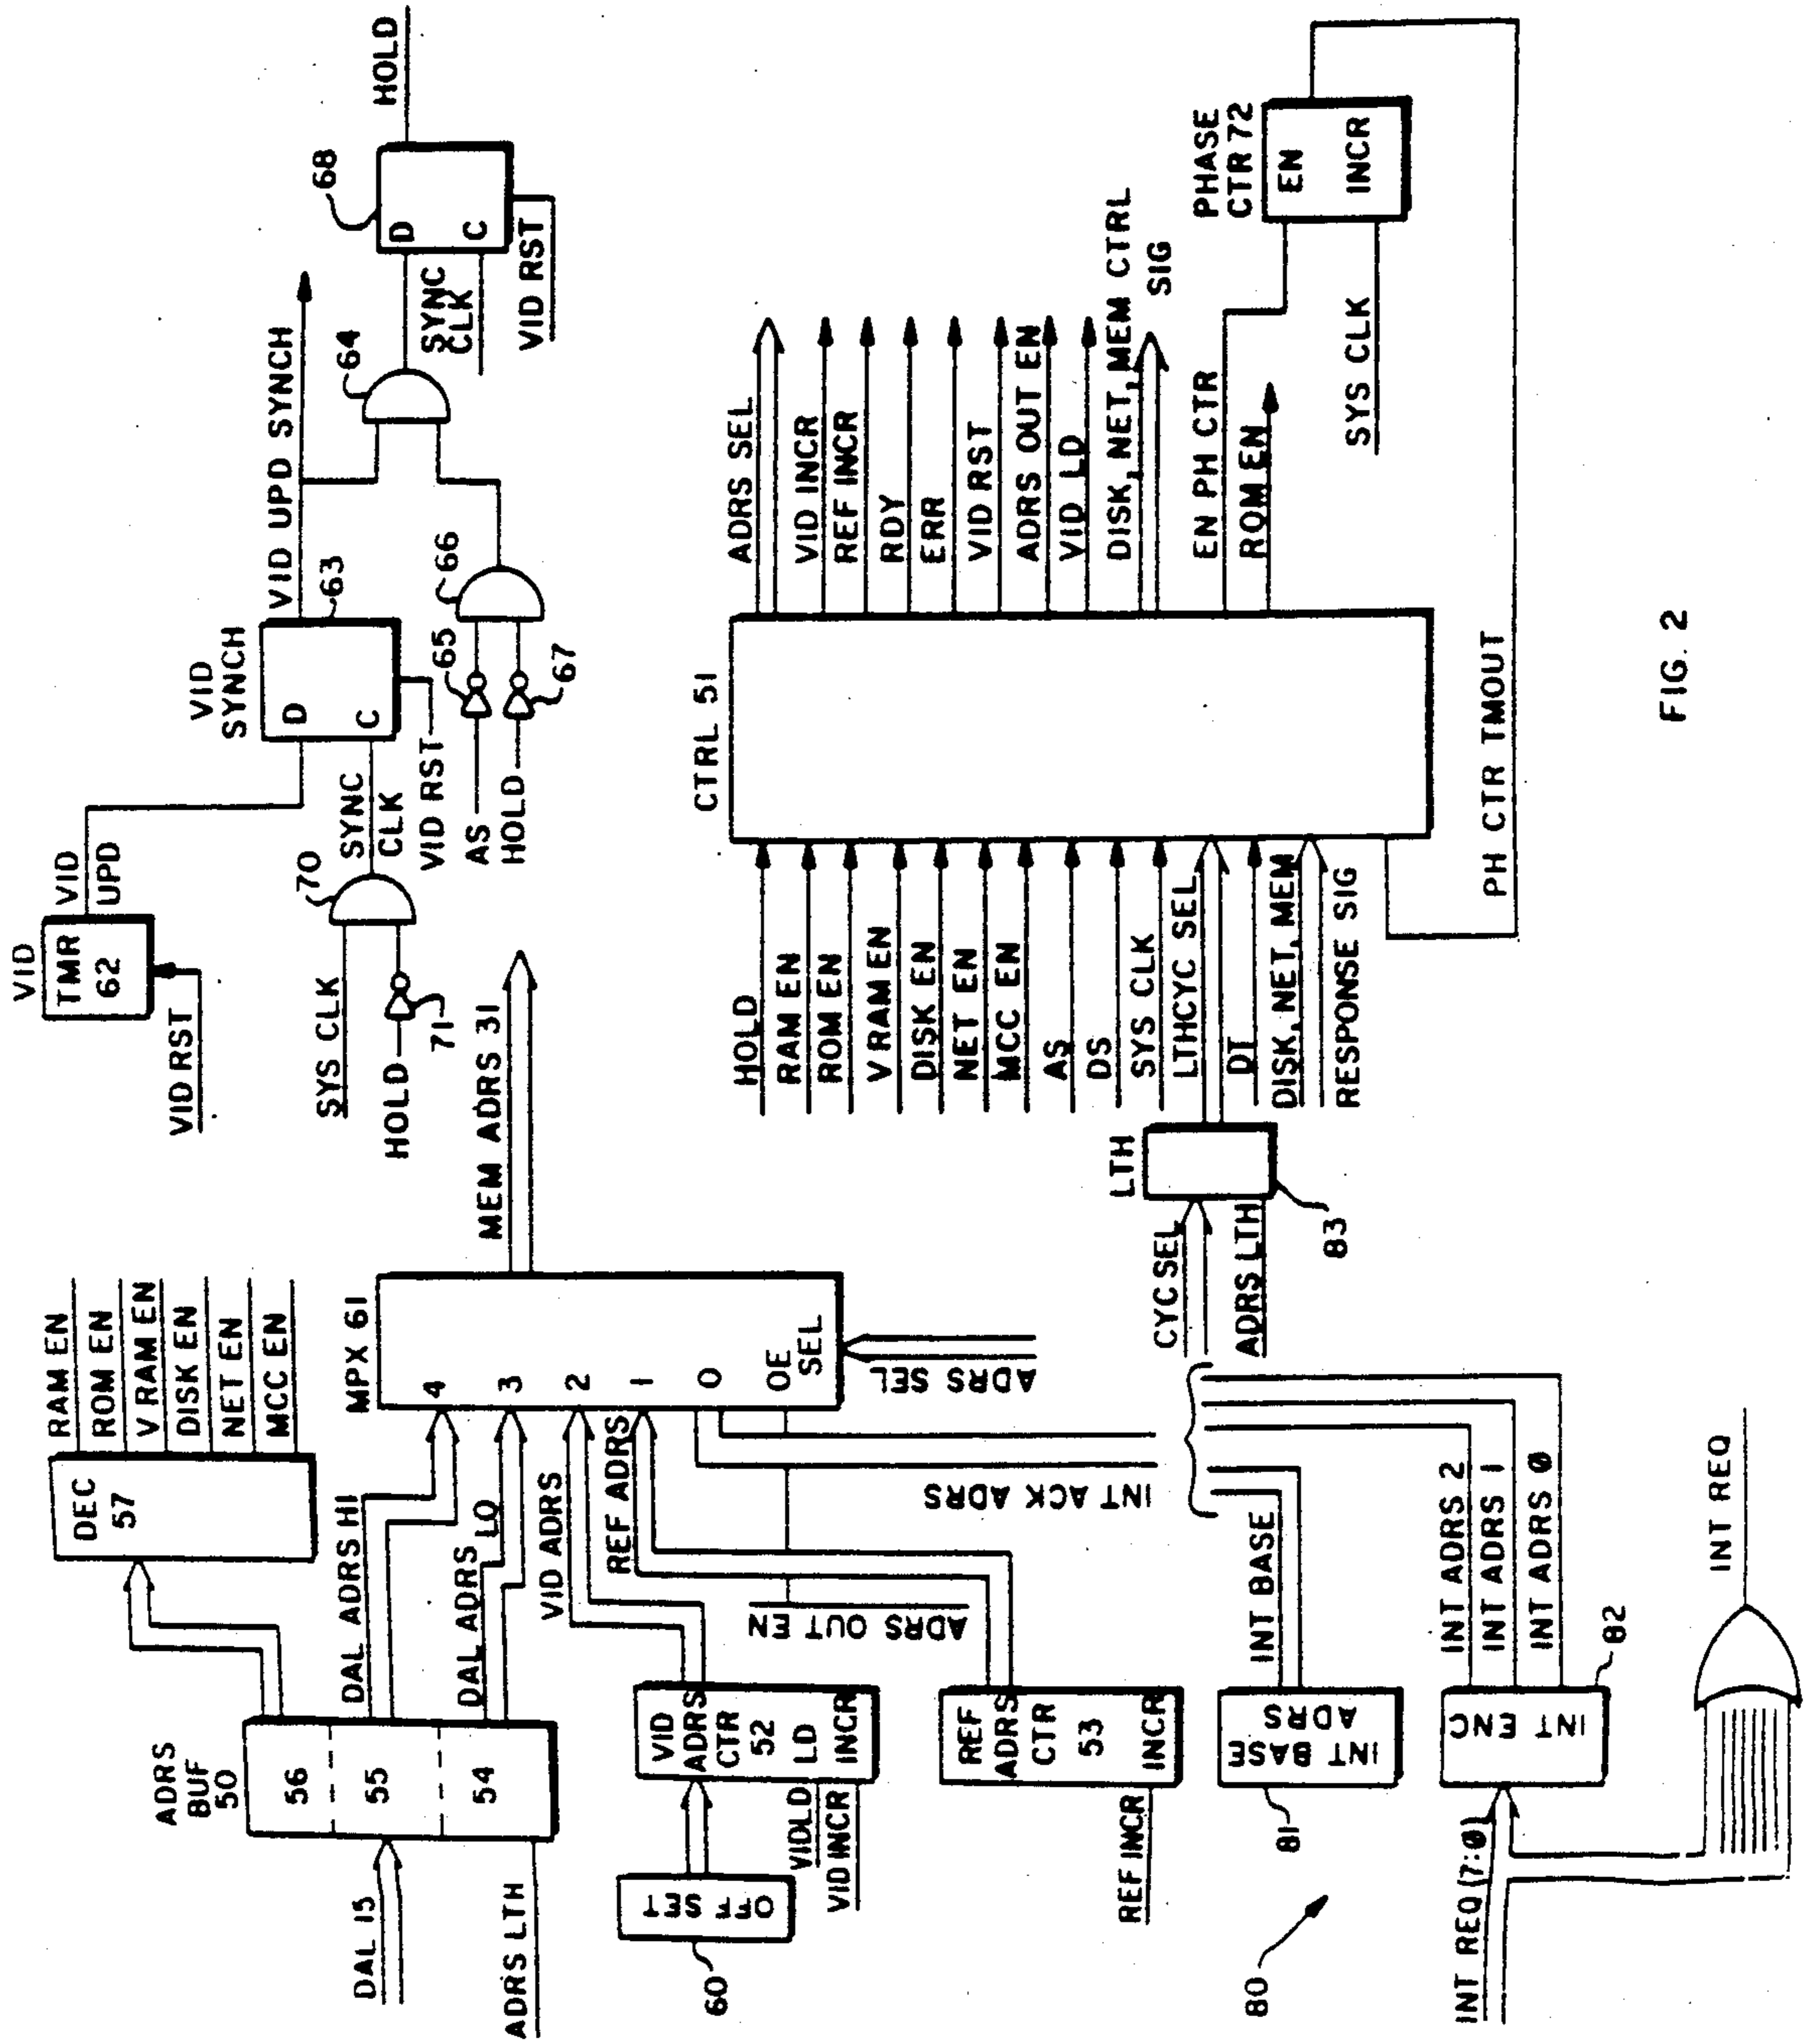 ADRS
BUF
50
56
55
54
DAL 15
ADRS LTH
DEC
57
RAM EN
ROM EN
V RAM EN
DISK EN
NET EN
MCC EN
DAL ADRS HI
DAL ADRS LO
VID ADRS
REF ADRS
MPX 61
4
3
2
1
0
OE
SEL
MEM ADRS 31
ADRS SEL
INT ACK ADRS
ADRS OUT EN
OFF
SET
60
VID
ADRS
CTR
52
LD
INCR
VIDLD
VID INCR
REF
ADRS
CTR
53
INCR
REF INCR
INT BASE
ADRS
81
INT BASE
80
INT REQ (7:0)
INT ENC
82
INT ADRS 2
INT ADRS 1
INT ADRS 0
INT REQ
VID
TMR
62
VID
UPD
VID RST
SYS CLK
HOLD
71
70
SYNC
CLK
VID
SYNCH
D
C
63
VID RST
VID UPD SYNCH
AS
HOLD
65
67
66
64
SYNC
CLK
68
D
C
VID RST
HOLD
CYC SEL
ADRS LTH
LTH
83
CTRL 51
HOLD
RAM EN
ROM EN
V RAM EN
DISK EN
NET EN
MCC EN
AS
DS
SYS CLK
LTHCYC SEL
DT
DISK, NET, MEM
RESPONSE SIG
ADRS SEL
VID INCR
REF INCR
RDY
ERR
VID RST
ADRS OUT EN
VID LD
DISK, NET, MEM CTRL
SIG
EN PH CTR
ROM EN
PHASE
CTR 72
EN
INCR
SYS CLK
PH CTR TMOUT
FIG. 2